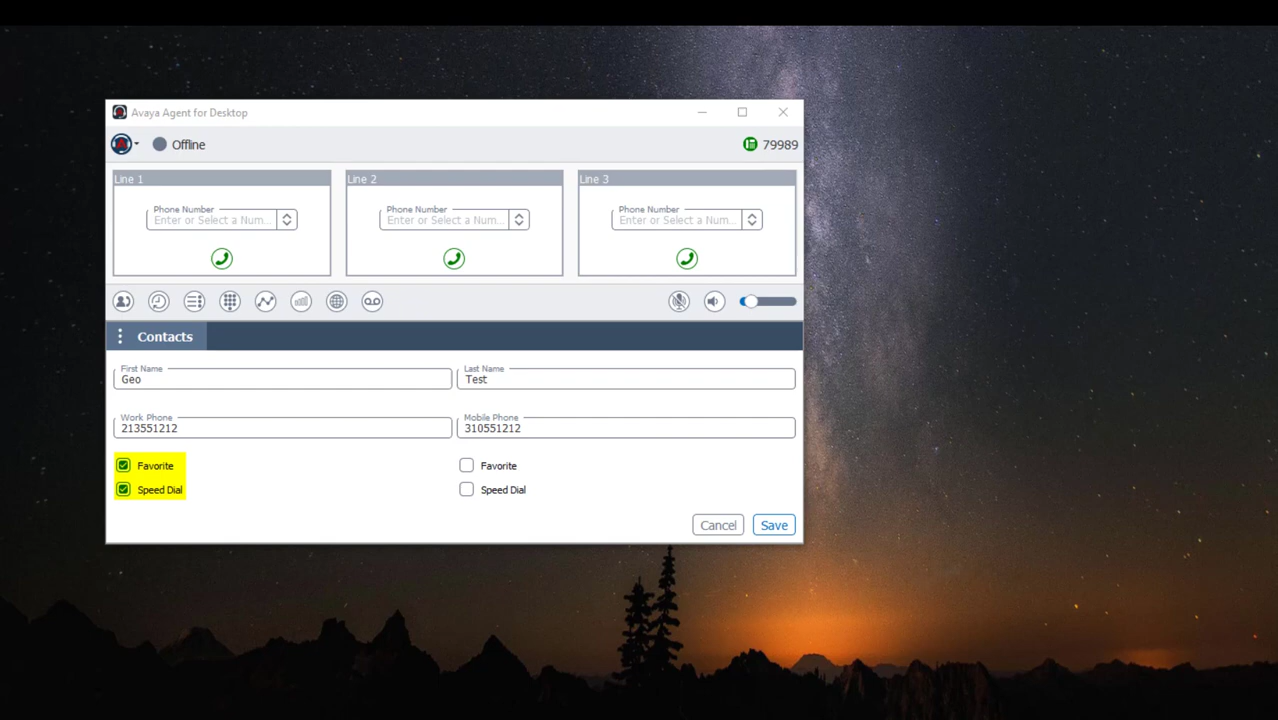 Avaya Agent for Desktop
Offline
79989
Line 1
Line 2
Line 3
Phone Number
Enter or Select a Num...
Phone Number
Enter or Select a Num...
Phone Number
Enter or Select a Num...
Contacts
First Name
Geo
Last Name
Test
Work Phone
213551212
Mobile Phone
310551212
Favorite
Favorite
Speed Dial
Speed Dial
Cancel
Save